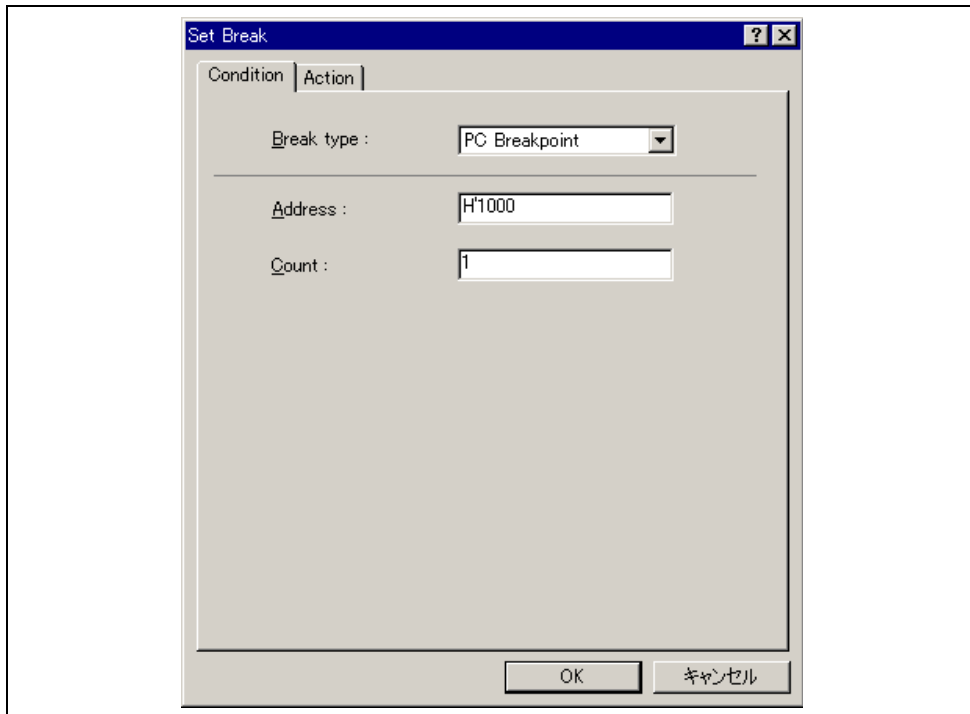 Set Break
Condition Action
Break type : PC Breakpoint
Address : H'1000
Count : 1
OK キャンセル